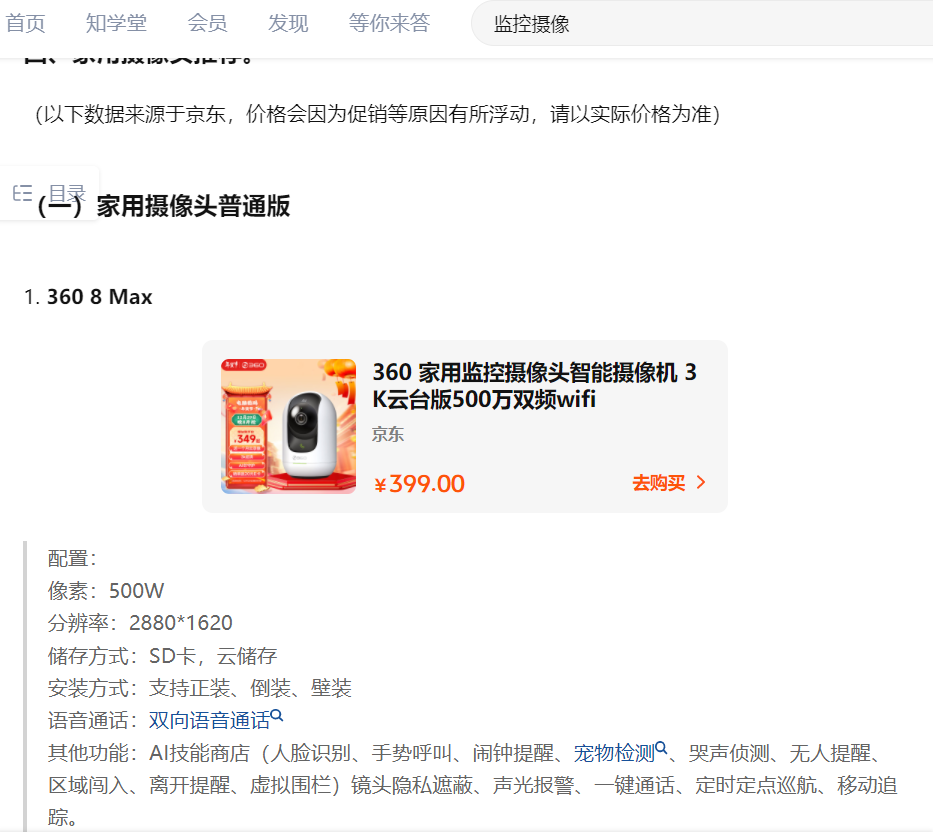 首页 知学堂 会员 发现 等你来答 监控摄像
四、家用摄像头推荐。
（以下数据来源于京东，价格会因为促销等原因有所浮动，请以实际价格为准）
目录
（一）家用摄像头普通版
1. 360 8 Max
360 家用监控摄像头智能摄像机 3
K云台版500万双频wifi
京东
¥399.00 去购买
360
349
配置：
像素：500W
分辨率：2880*1620
储存方式：SD卡，云储存
安装方式：支持正装、倒装、壁装
语音通话：双向语音通话
其他功能：AI技能商店（人脸识别、手势呼叫、闹钟提醒、宠物检测、哭声侦测、无人提醒、
区域闯入、离开提醒、虚拟围栏）镜头隐私遮蔽、声光报警、一键通话、定时定点巡航、移动追
踪。